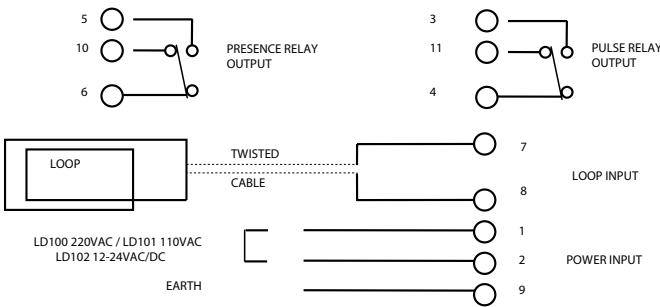 5
10
6
PRESENCE RELAY
OUTPUT
3
11
4
PULSE RELAY
OUTPUT
LOOP
TWISTED
CABLE
7
8
LOOP INPUT
LD100 220VAC / LD101 110VAC
LD102 12-24VAC/DC
EARTH
1
2
9
POWER INPUT